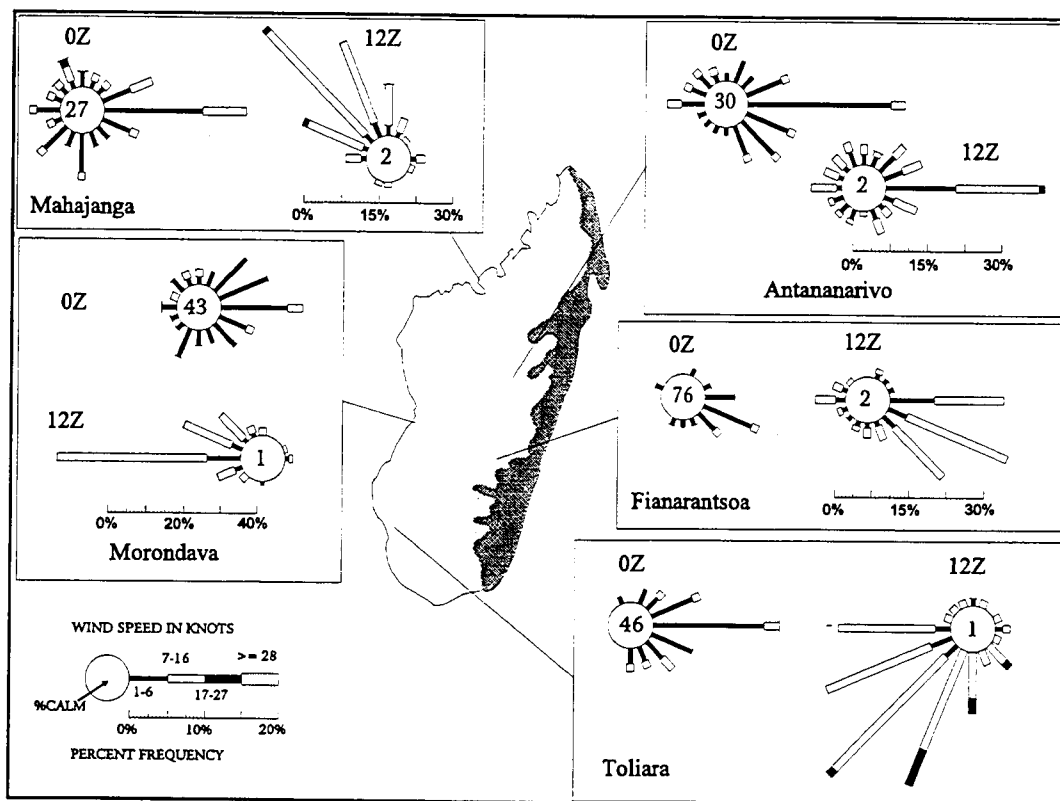 0Z
12Z
27
2
Mahajanga
0% 15% 30%
0Z
30
12Z
2
0% 15% 30%
Antananarivo
0Z
43
12Z
1
0% 20% 40%
Morondava
0Z
12Z
76
2
Fianarantsoa
0% 15% 30%
0Z
12Z
46
1
Toliara
WIND SPEED IN KNOTS
7-16 >= 28
1-6 17-27
%CALM
0% 10% 20%
PERCENT FREQUENCY